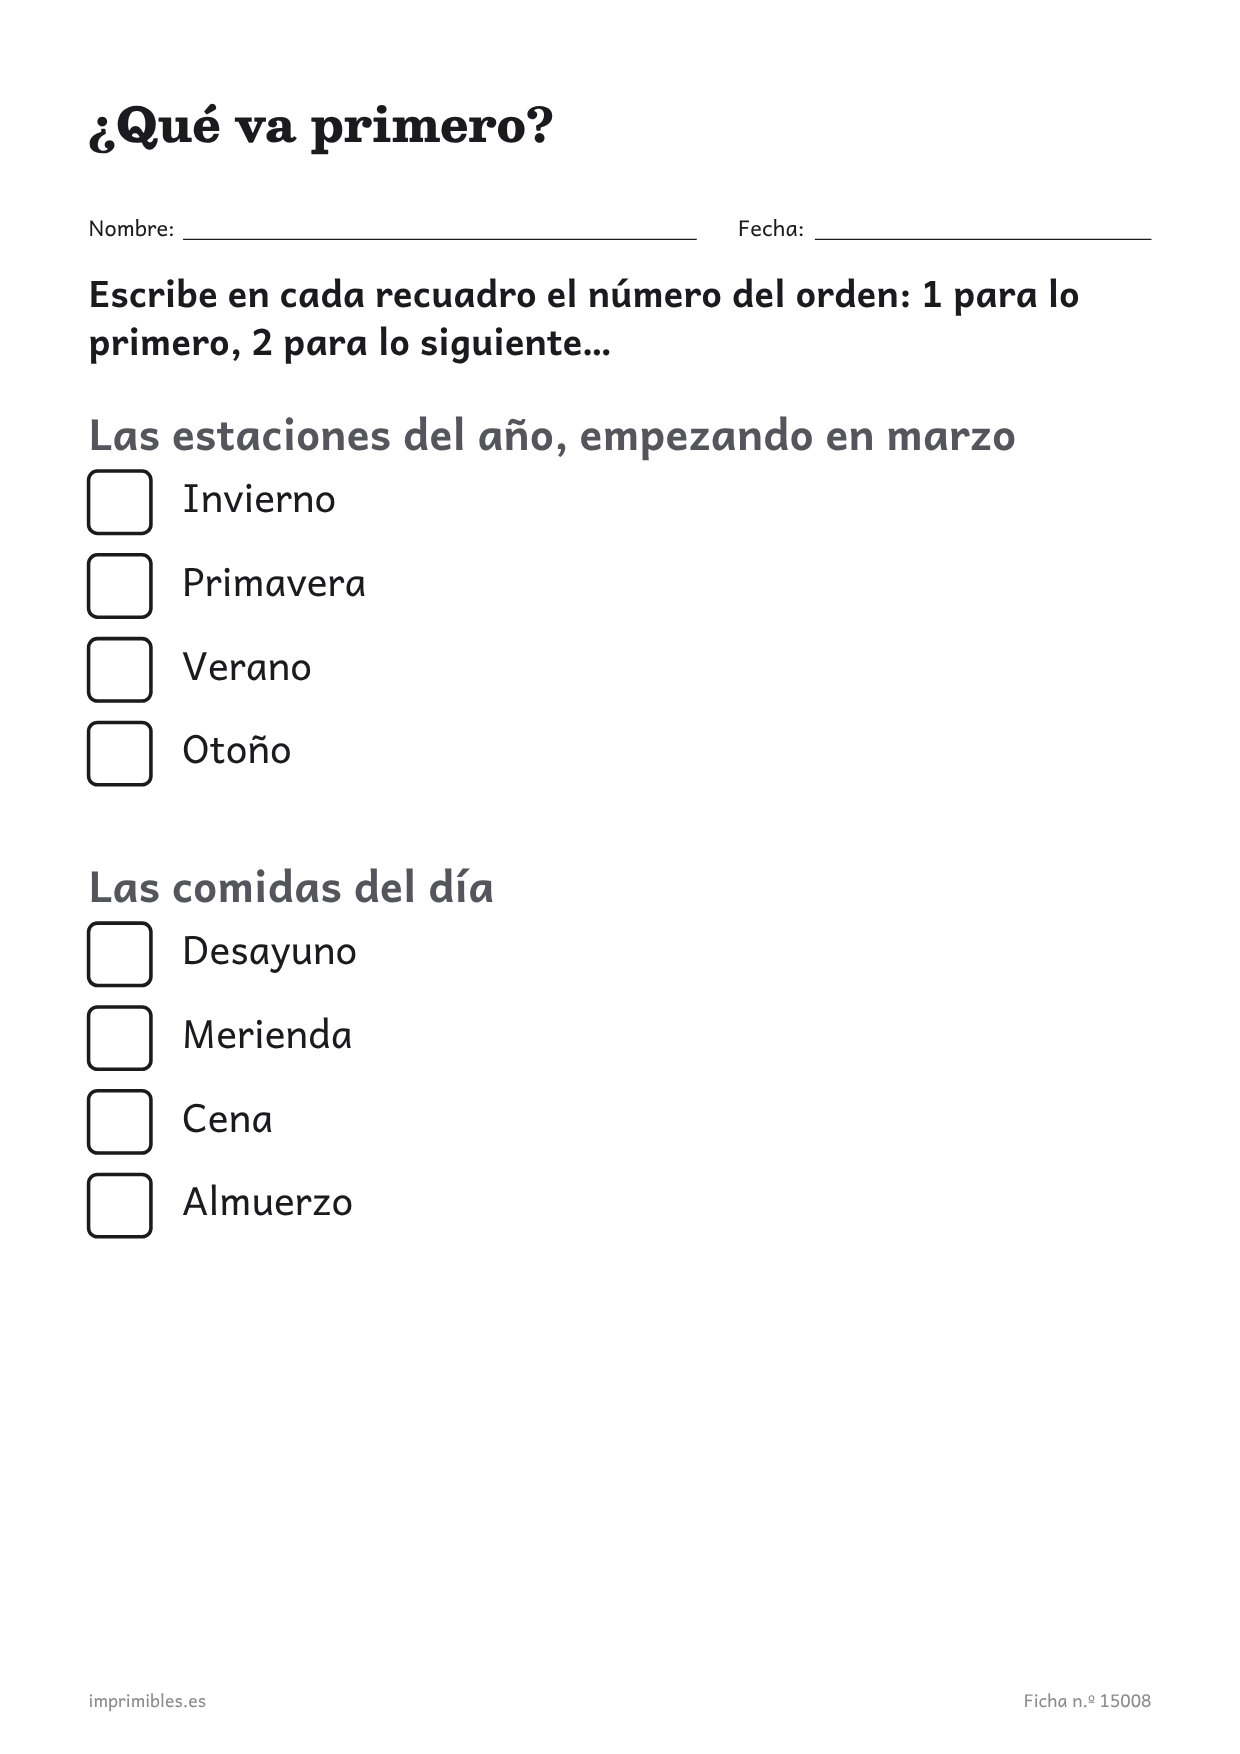 ¿Qué va primero?
Nombre: Fecha:
Escribe en cada recuadro el número del orden: 1 para lo
primero, 2 para lo siguiente...
Las estaciones del año, empezando en marzo
Invierno
Primavera
Verano
Otoño
Las comidas del día
Desayuno
Merienda
Cena
Almuerzo
imprimibles.es Ficha n.º 15008